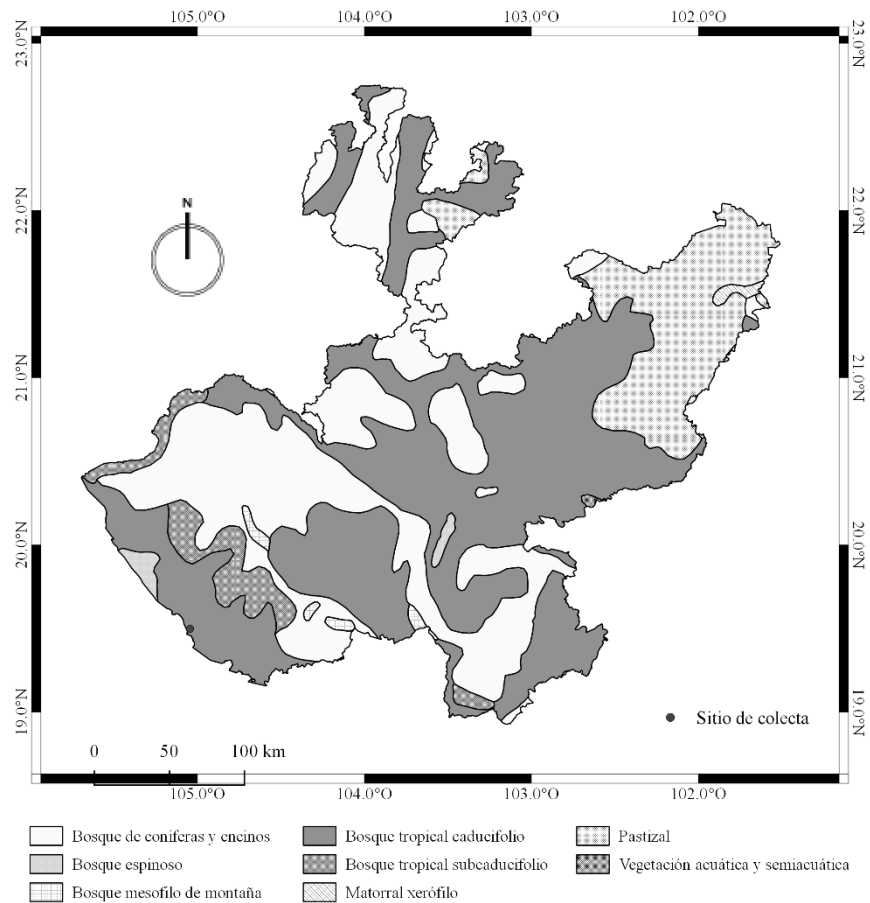 105.0°O 104.0°O 103.0°O 102.0°O
23.0°N 23.0°N
N
22.0°N 22.0°N
21.0°N 21.0°N
20.0°N 20.0°N
19.0°N 19.0°N
Sitio de colecta
0 50 100 km
105.0°O 104.0°O 103.0°O 102.0°O
Bosque de coniferas y encinos
Bosque tropical caducifolio
Pastizal
Bosque espinoso
Bosque tropical subcaducifolio
Vegetación acuática y semiacuática
Bosque mesofilo de montaña
Matorral xerófilo